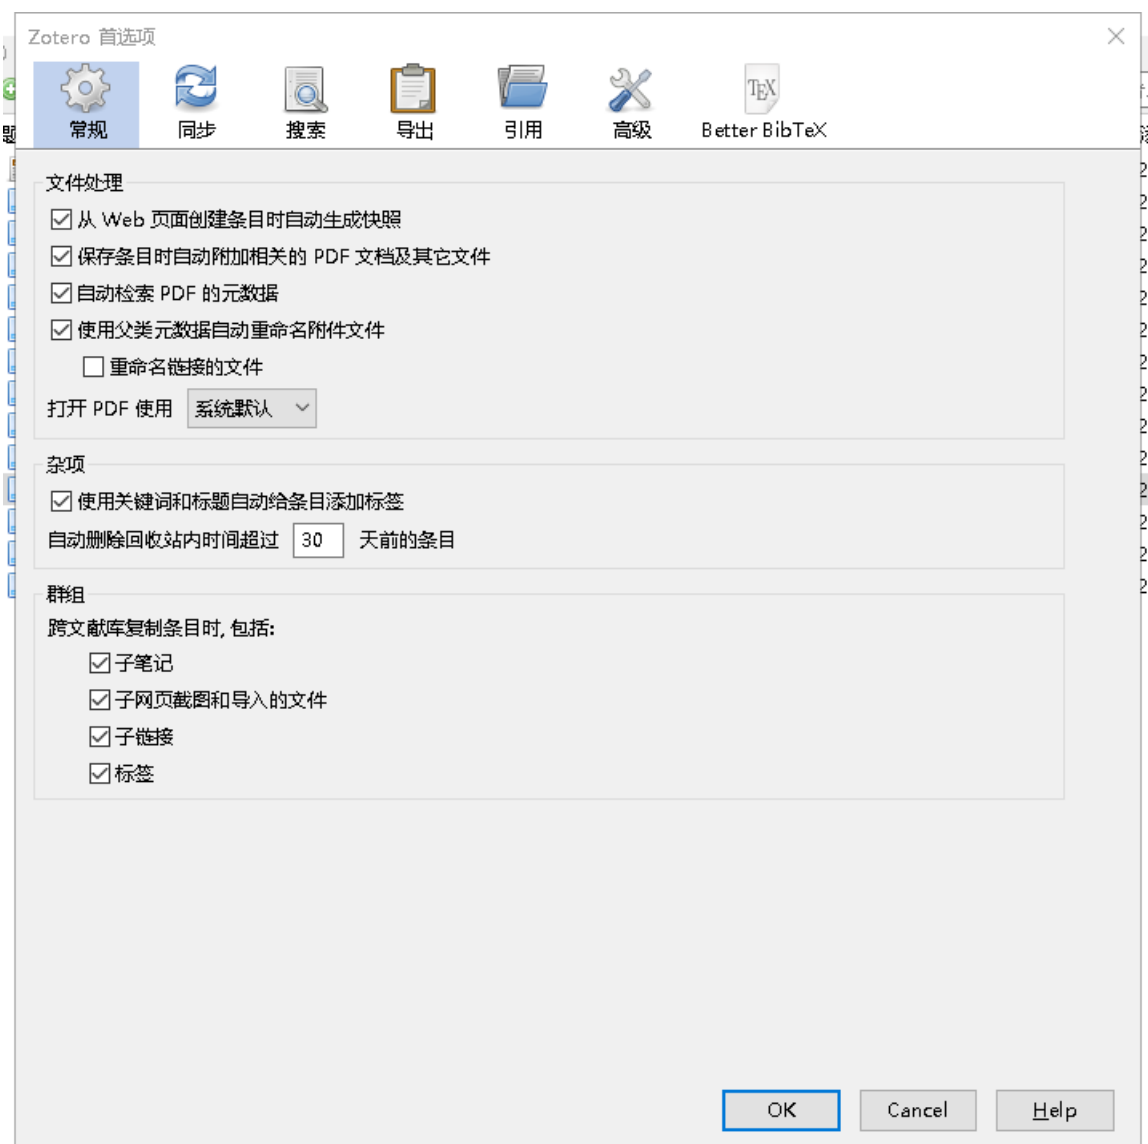 Zotero 首选项
常规 同步 搜索 导出 引用 高级 Better BibTeX
文件处理
从 Web 页面创建条目时自动生成快照
保存条目时自动附加相关的 PDF 文档及其它文件
自动检索 PDF 的元数据
使用父类元数据自动重命名附件文件
重命名链接的文件
打开 PDF 使用 系统默认
杂项
使用关键词和标题自动给条目添加标签
自动删除回收站内时间超过 30 天前的条目
群组
跨文献库复制条目时, 包括:
子笔记
子网页截图和导入的文件
子链接
标签
OK Cancel Help